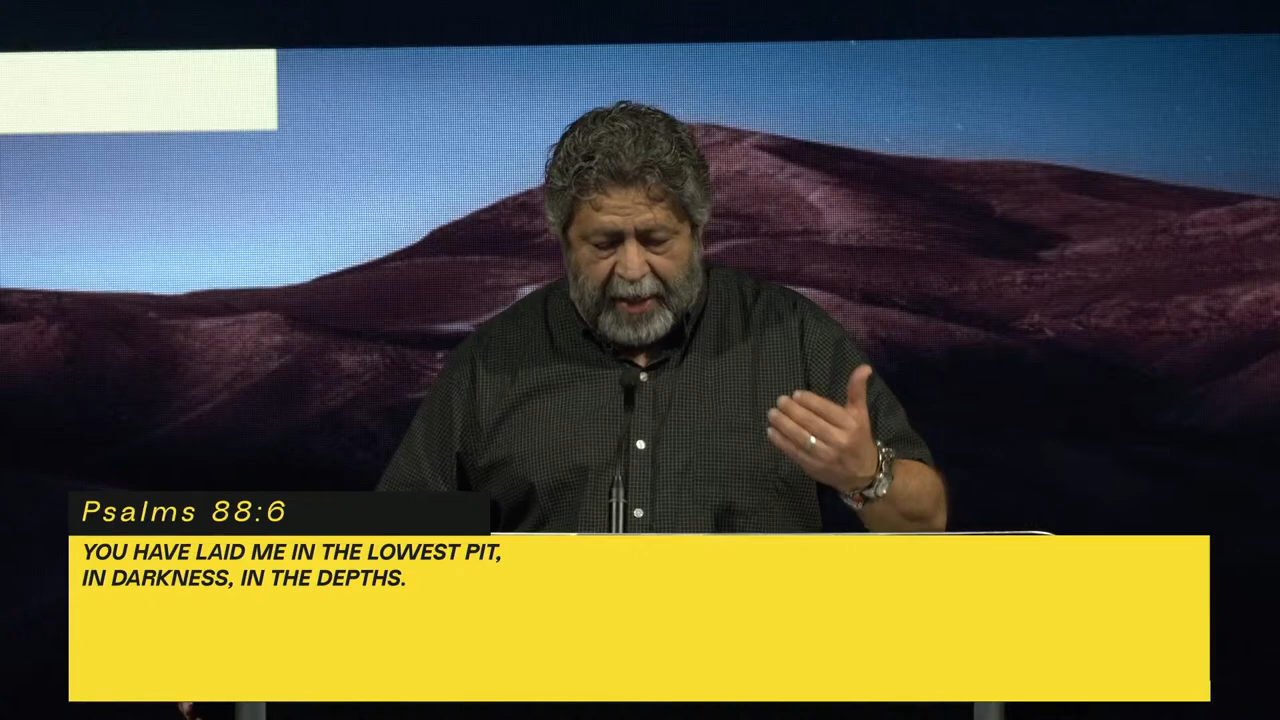 Psalms 88:6
YOU HAVE LAID ME IN THE LOWEST PIT,
IN DARKNESS, IN THE DEPTHS.